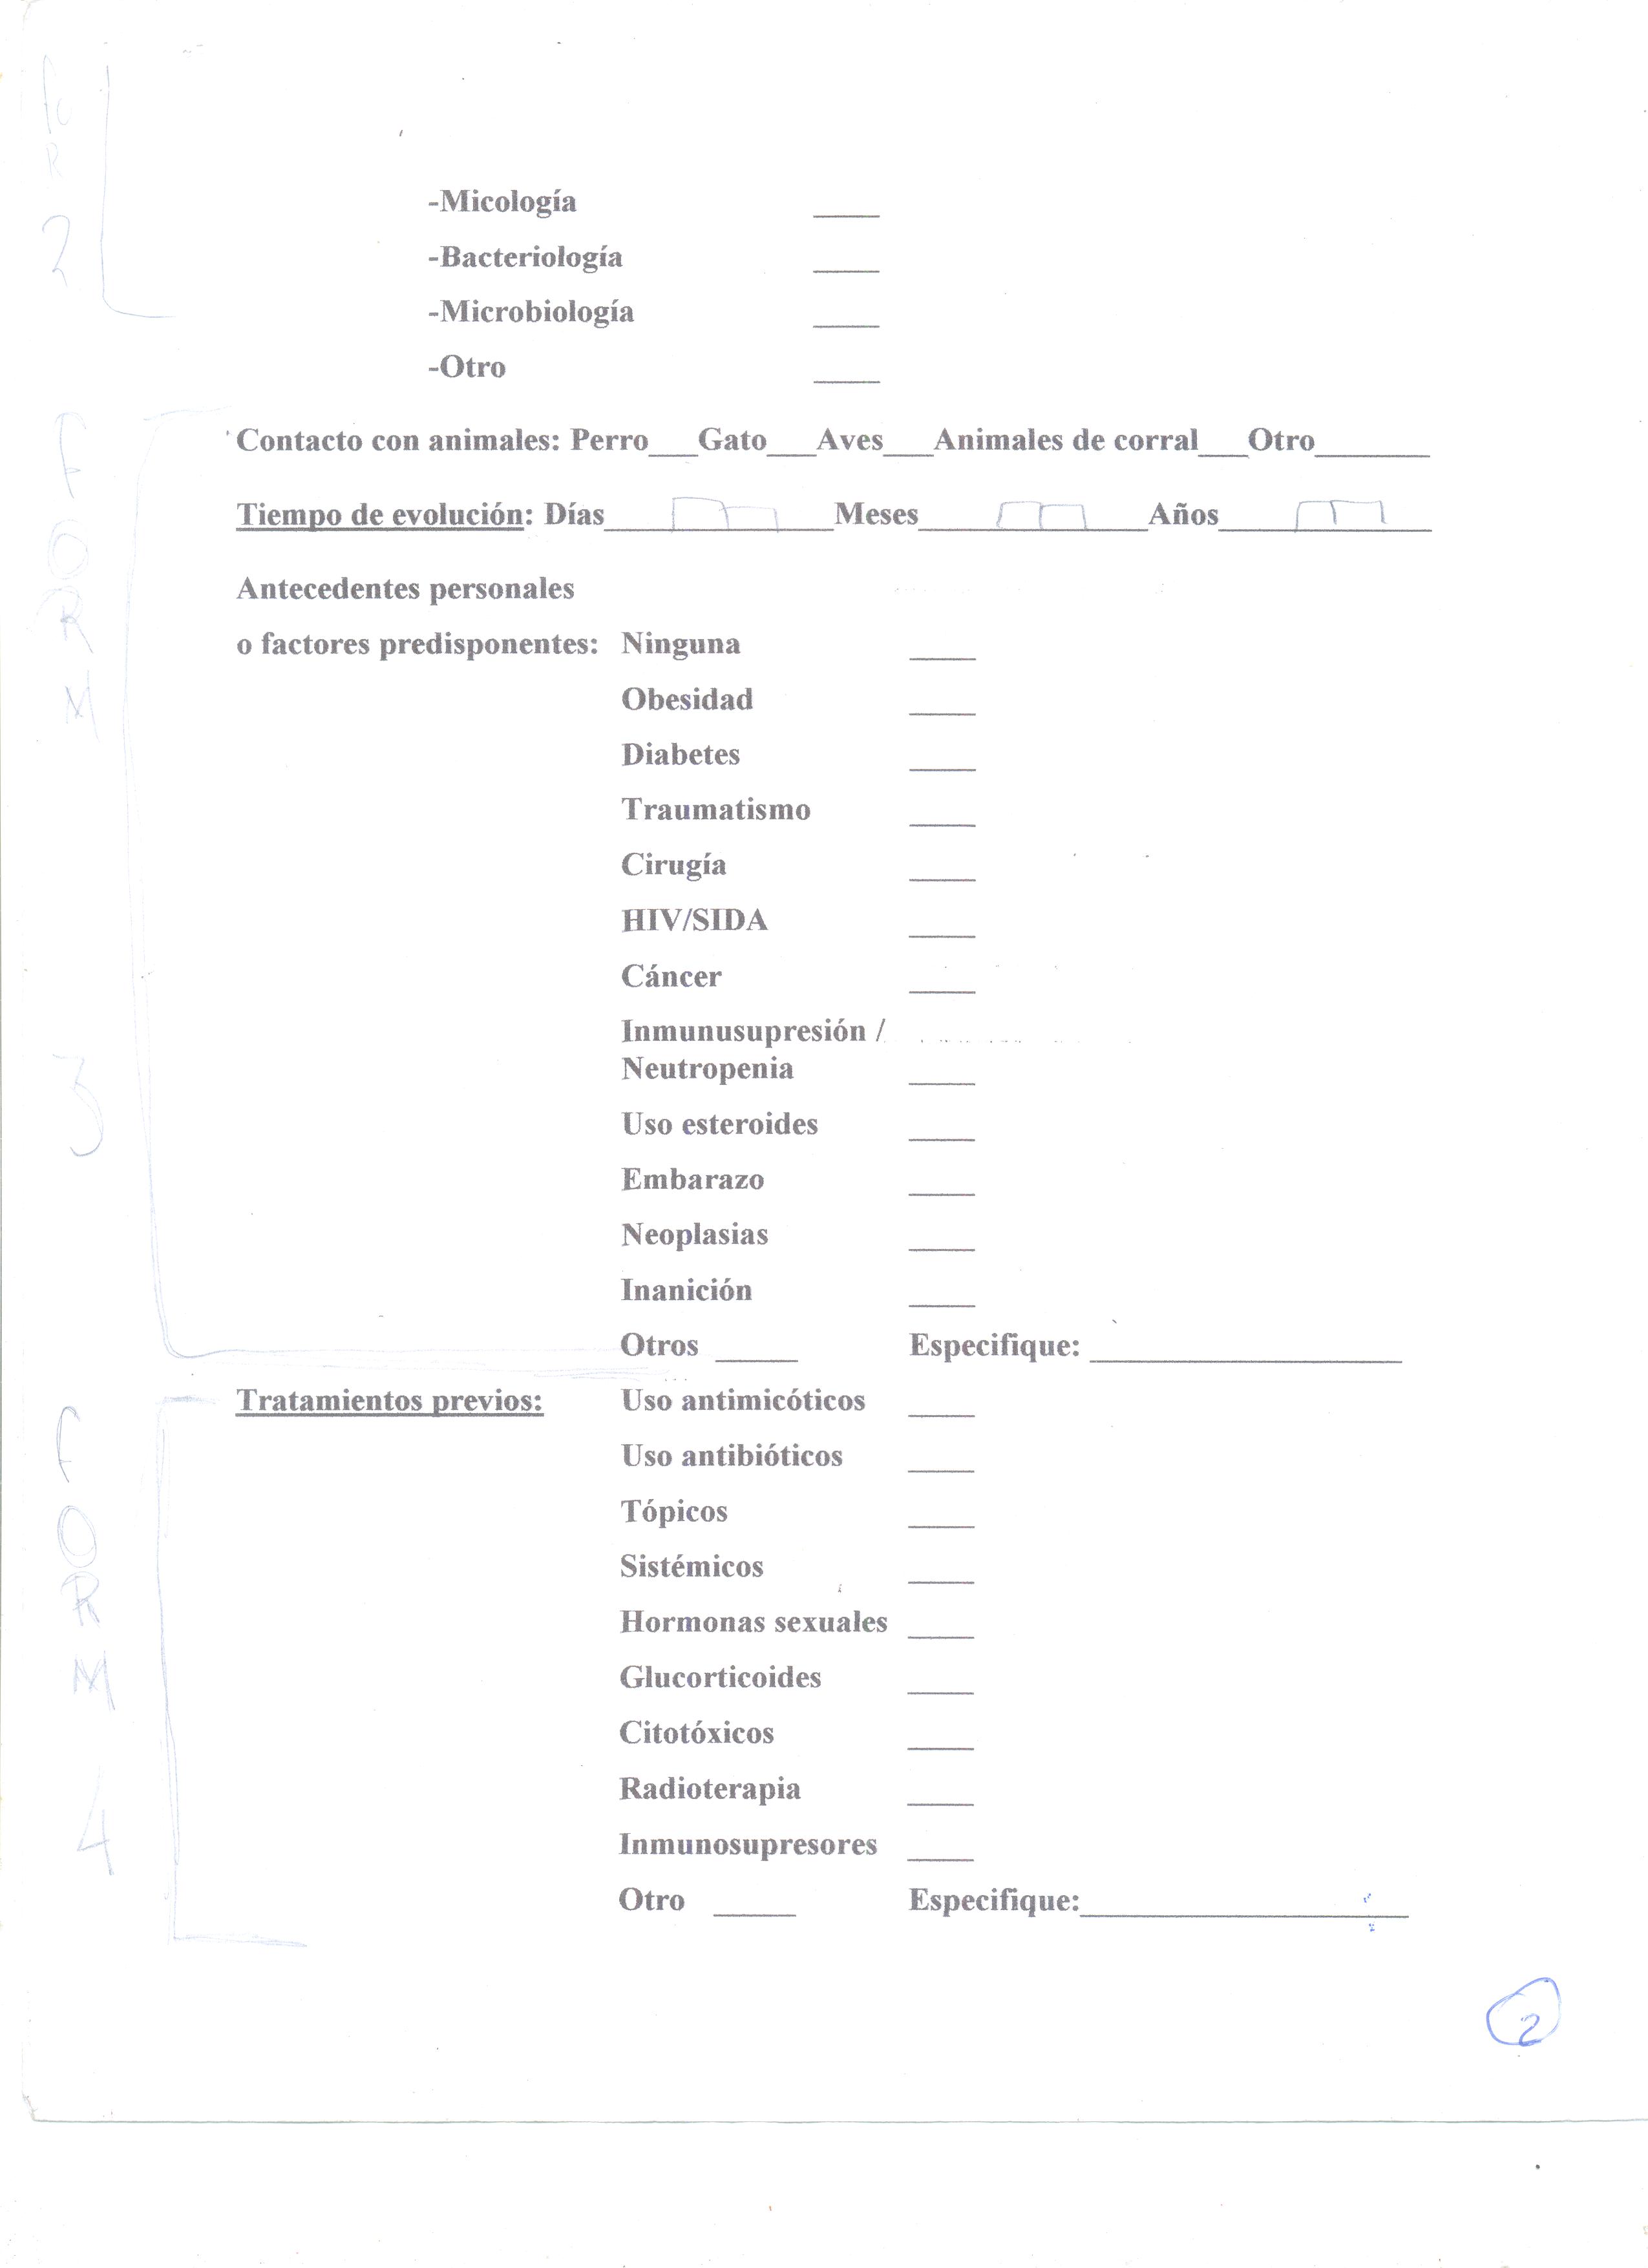 -Micología ____
-Bacteriología ____
-Microbiología ____
-Otro ____
Contacto con animales: Perro___Gato___Aves___Animales de corral___Otro_______
Tiempo de evolución: Días______________Meses______________Años_____________
Antecedentes personales
o factores predisponentes: Ninguna ____
Obesidad ____
Diabetes ____
Traumatismo ____
Cirugía ____
HIV/SIDA ____
Cáncer ____
Inmunusupresión /
Neutropenia ____
Uso esteroides ____
Embarazo ____
Neoplasias ____
Inanición ____
Otros _____ Especifique: ___________________
Tratamientos previos: Uso antimicóticos ____
Uso antibióticos ____
Tópicos ____
Sistémicos ____
Hormonas sexuales ____
Glucorticoides ____
Citotóxicos ____
Radioterapia ____
Inmunosupresores ____
Otro _____ Especifique:____________________
2
FORM 3
FORM 4
2